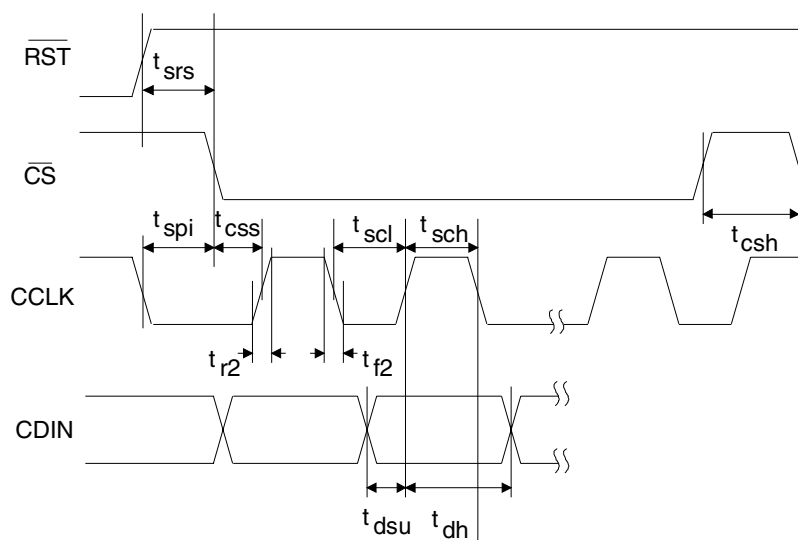 RST
t srs
CS
t spi t css t scl t sch t csh
CCLK
t r2 t f2
CDIN
t dsu t dh